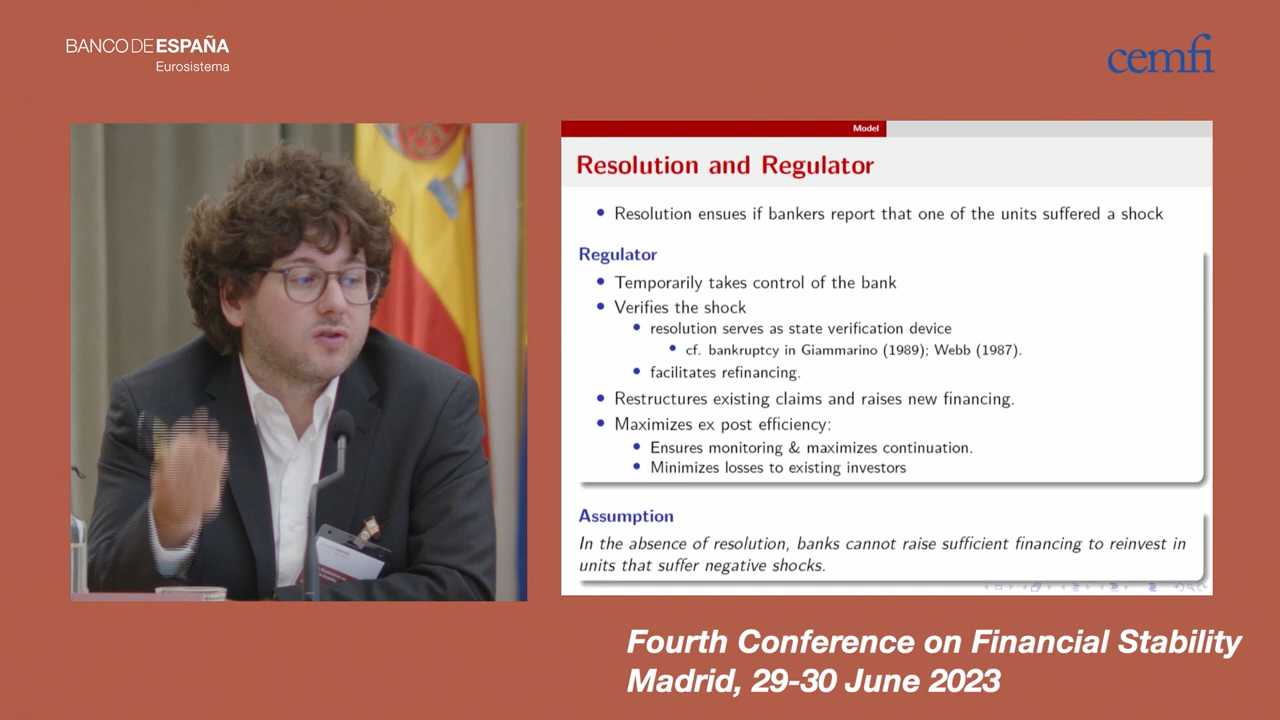 BANCO DE ESPAÑA
Eurosistema
cemfi
Model
Resolution and Regulator
• Resolution ensues if bankers report that one of the units suffered a shock
Regulator
• Temporarily takes control of the bank
• Verifies the shock
• resolution serves as state verification device
• cf. bankruptcy in Giammarino (1989); Webb (1987).
• facilitates refinancing.
• Restructures existing claims and raises new financing.
• Maximizes ex post efficiency:
• Ensures monitoring & maximizes continuation.
• Minimizes losses to existing investors
Assumption
In the absence of resolution, banks cannot raise sufficient financing to reinvest in
units that suffer negative shocks.
Fourth Conference on Financial Stability
Madrid, 29-30 June 2023